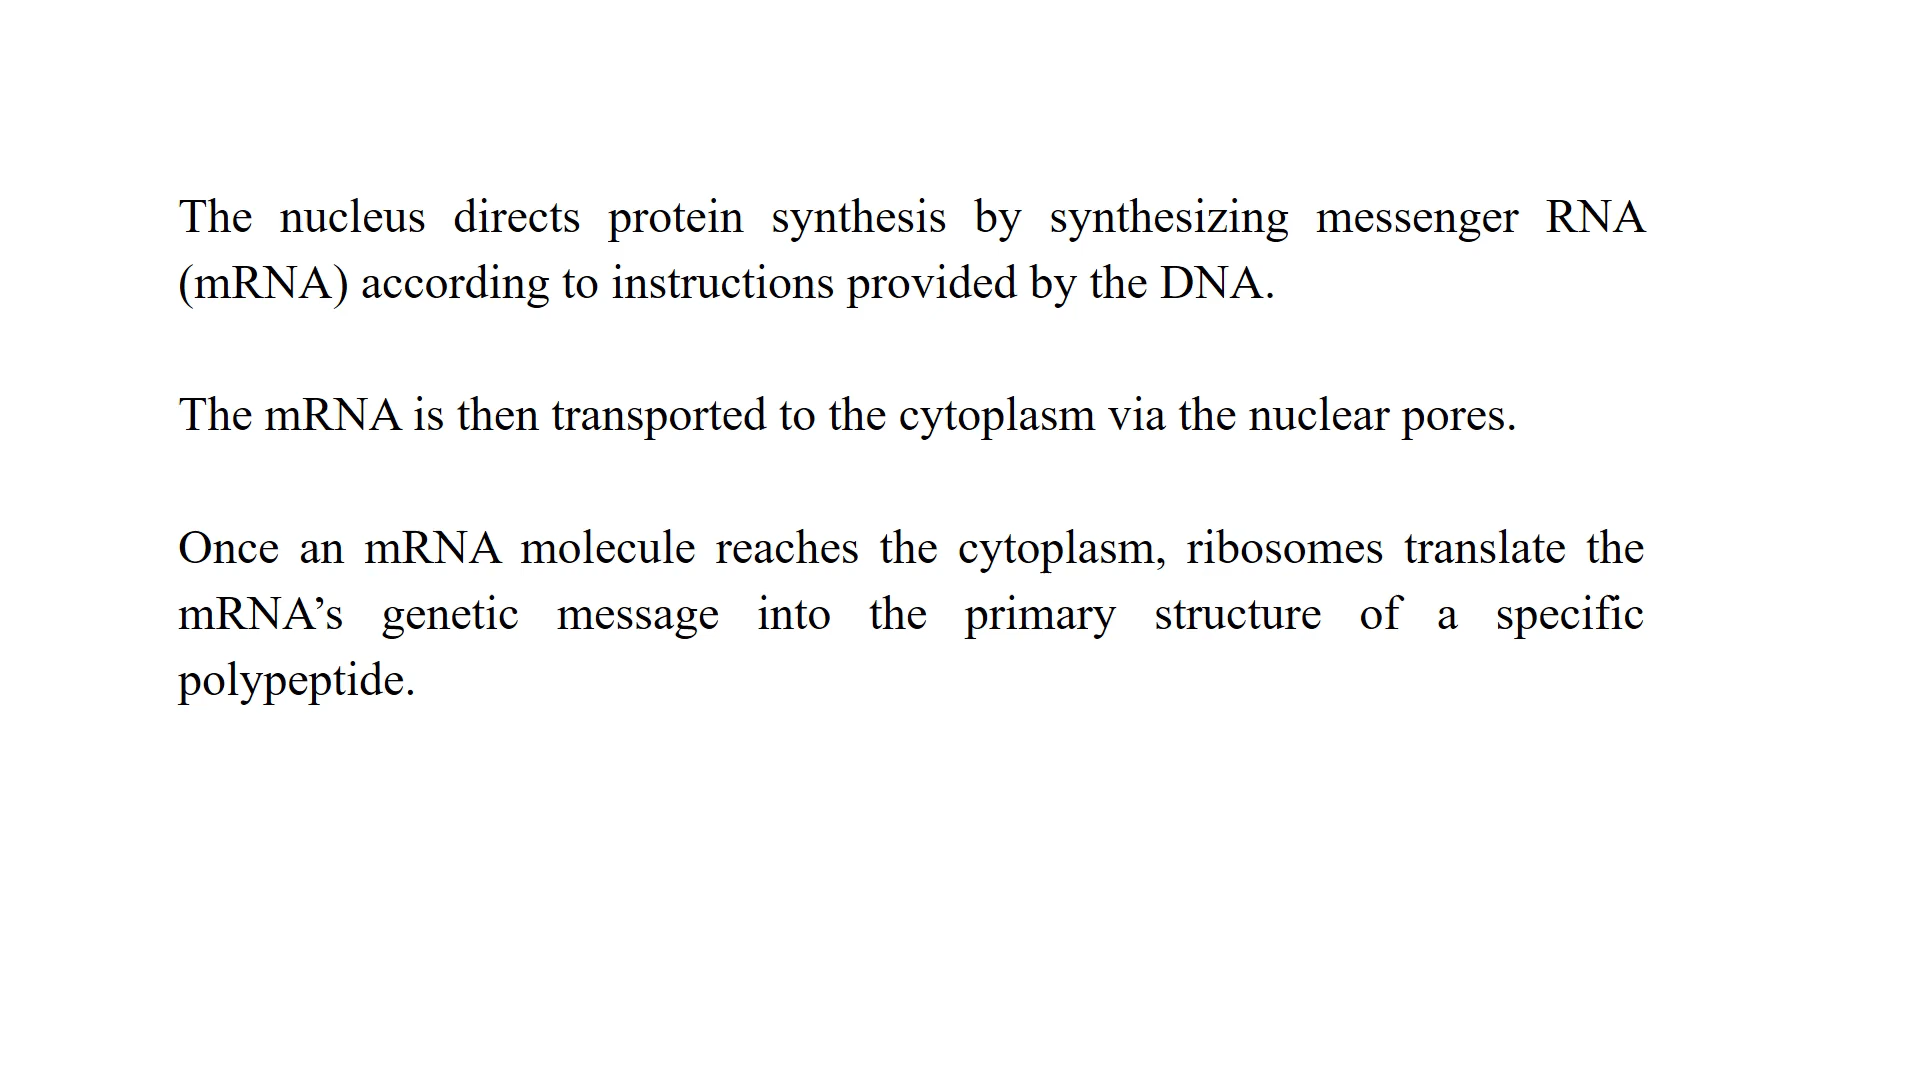 The nucleus directs protein synthesis by synthesizing messenger RNA
(mRNA) according to instructions provided by the DNA.
The mRNA is then transported to the cytoplasm via the nuclear pores.
Once an mRNA molecule reaches the cytoplasm, ribosomes translate the
mRNA’s genetic message into the primary structure of a specific
polypeptide.